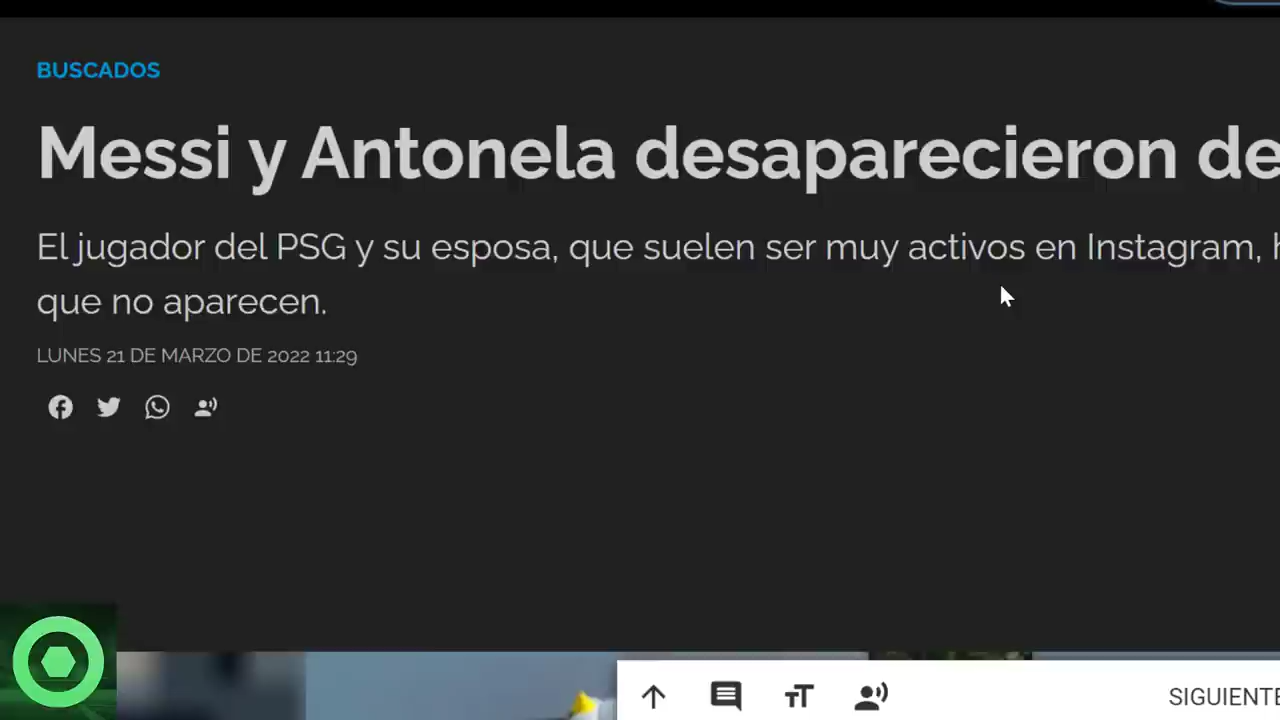 BUSCADOS
Messi y Antonela desaparecieron de
El jugador del PSG y su esposa, que suelen ser muy activos en Instagram,
que no aparecen.
LUNES 21 DE MARZO DE 2022 11:29
SIGUIENTE